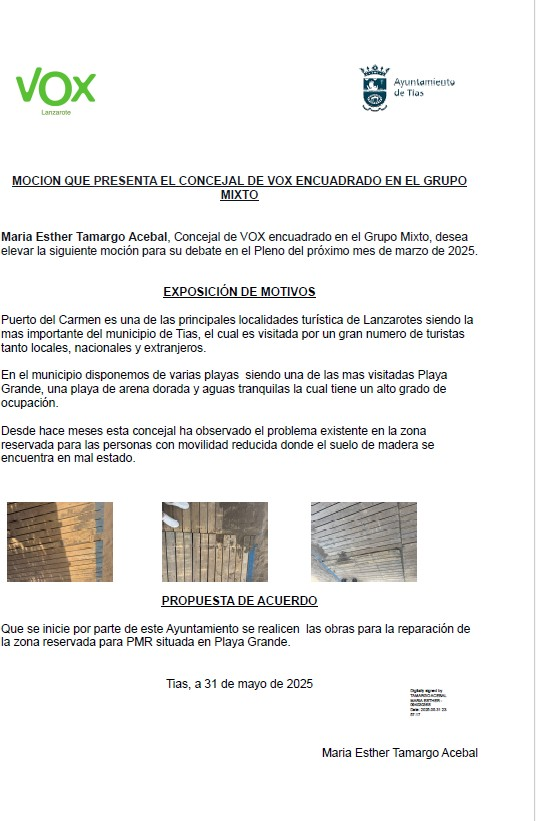 VOX
Lanzarote
Ayuntamiento
de Tías
MOCION QUE PRESENTA EL CONCEJAL DE VOX ENCUADRADO EN EL GRUPO
MIXTO
Maria Esther Tamargo Acebal, Concejal de VOX encuadrado en el Grupo Mixto, desea
elevar la siguiente moción para su debate en el Pleno del próximo mes de marzo de 2025.
EXPOSICIÓN DE MOTIVOS
Puerto del Carmen es una de las principales localidades turística de Lanzarotes siendo la
mas importante del municipio de Tias, el cual es visitada por un gran numero de turistas
tanto locales, nacionales y extranjeros.
En el municipio disponemos de varias playas siendo una de las mas visitadas Playa
Grande, una playa de arena dorada y aguas tranquilas la cual tiene un alto grado de
ocupación.
Desde hace meses esta concejal ha observado el problema existente en la zona
reservada para las personas con movilidad reducida donde el suelo de madera se
encuentra en mal estado.
PROPUESTA DE ACUERDO
Que se inicie por parte de este Ayuntamiento se realicen las obras para la reparación de
la zona reservada para PMR situada en Playa Grande.
Tias, a 31 de mayo de 2025
Digitally signed by
TAMARGO ACEBAL
MARIA ESTHER -
Maria Esther Tamargo Acebal